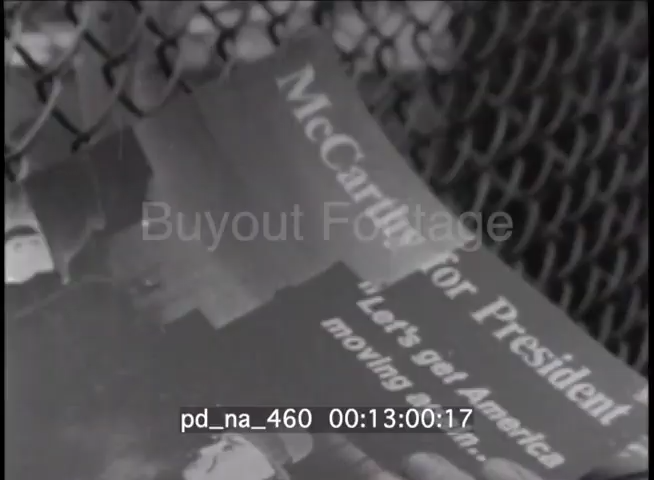 McCarthy for President
"Let's get America
moving again..
Buyout Footage
pd_na_460 00:13:00:17